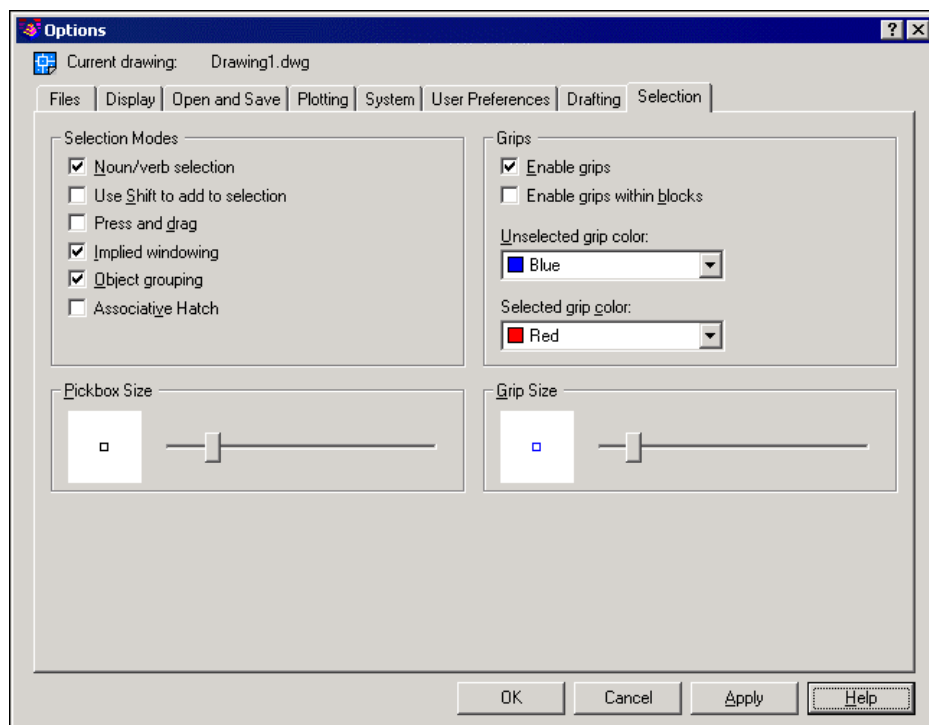 Options
Current drawing: Drawing1.dwg
Files Display Open and Save Plotting System User Preferences Drafting Selection
Selection Modes
Noun/verb selection
Use Shift to add to selection
Press and drag
Implied windowing
Object grouping
Associative Hatch
Grips
Enable grips
Enable grips within blocks
Unselected grip color:
Blue
Selected grip color:
Red
Pickbox Size
Grip Size
OK Cancel Apply Help